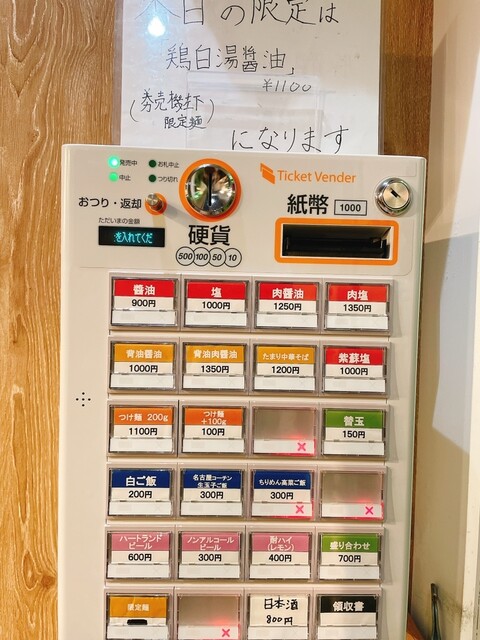 本日の限定は
鶏白湯醤油」
¥1100
(券売機左下
限定麺)
になります
発売中
お札中止
中止
つり切れ
Ticket Vender
おつり・返却
ただいまの金額
を入れてくだ
硬貨
500 100 50 10
紙幣 1000
醤油
900円
塩
1000円
肉醤油
1250円
肉塩
1350円
背油醤油
1000円
背油肉醤油
1350円
たまり中華そば
1200円
紫蘇塩
1000円
つけ麺 200g
1100円
つけ麺
+100g
100円
替玉
150円
白ご飯
200円
名古屋コーチン
生玉子ご飯
300円
ちりめん高菜ご飯
300円
ハートランド
ビール
600円
ノンアルコール
ビール
300円
酎ハイ
(レモン)
400円
盛り合わせ
700円
限定麺
日本酒
800円
領収書